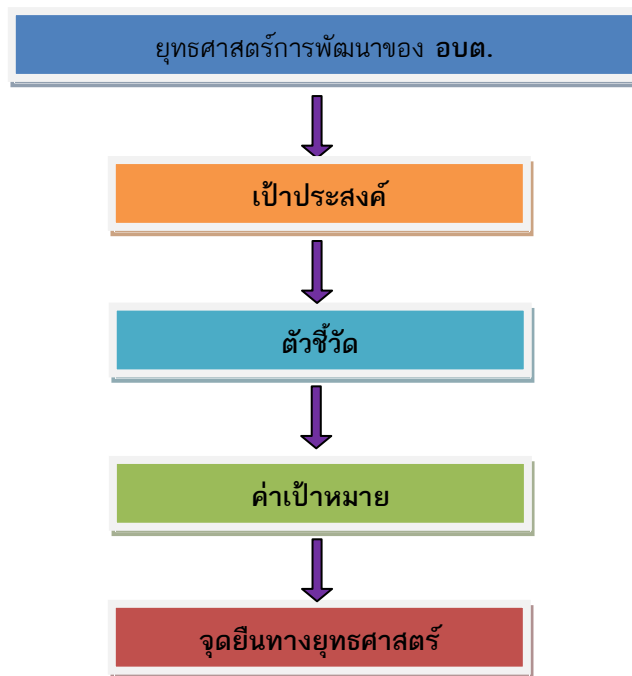 ยุทธศาสตร์การพัฒนาของ อบต.
เป้าประสงค์
ตัวชี้วัด
ค่าเป้าหมาย
จุดยืนทางยุทธศาสตร์